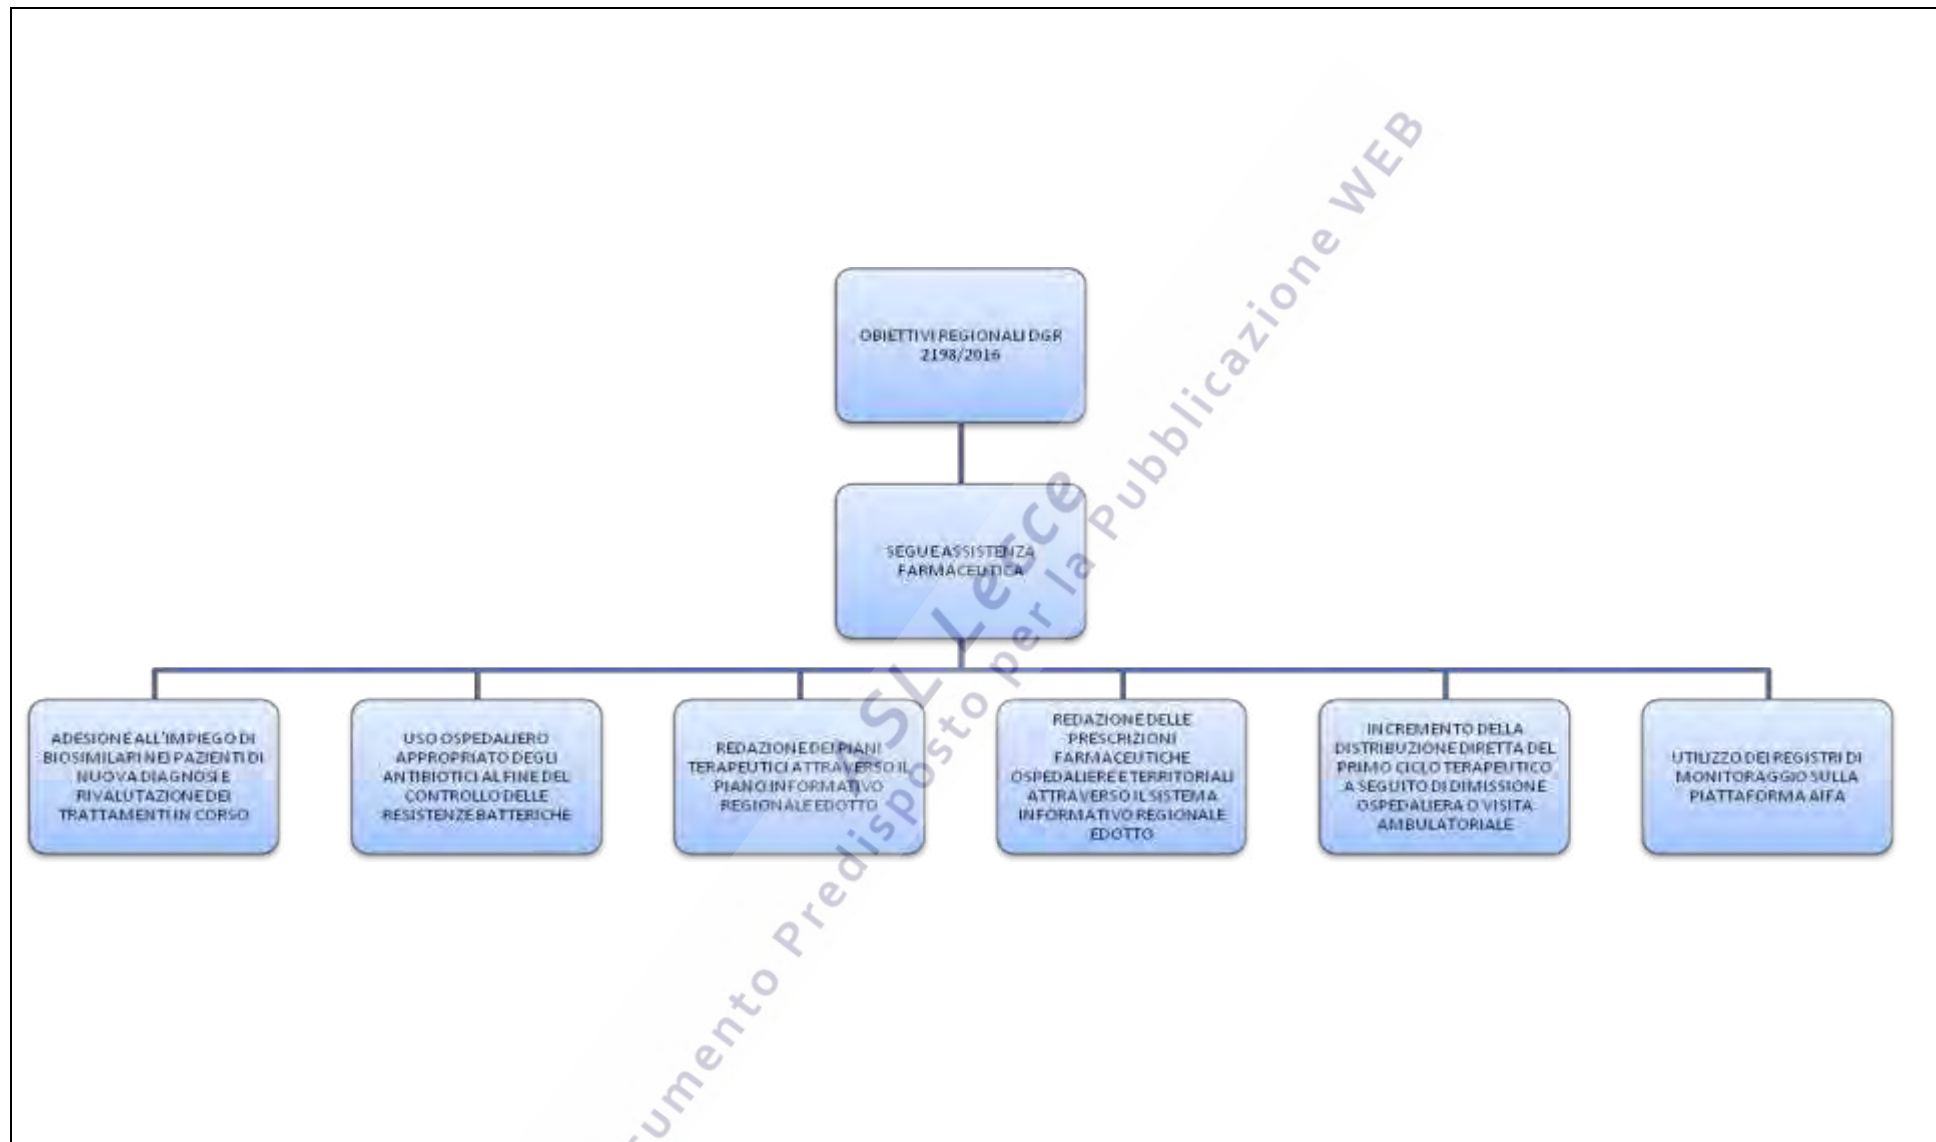 OBIETTIVI REGIONALI DGR
2198/2016
SEGUE ASSISTENZA
FARMACEUTICA
ADESIONE ALL'IMPIEGO DI
BIOSIMILARI NEI PAZIENTI DI
NUOVA DIAGNOSI E
RIVALUTAZIONE DEI
TRATTAMENTI IN CORSO
USO OSPEDALIERO
APPROPRIATO DEGLI
ANTIBIOTICI AL FINE DEL
CONTROLLO DELLE
RESISTENZE BATTERICHE
REDAZIONE DEI PIANI
TERAPEUTICI ATTRAVERSO IL
PIANO INFORMATIVO
REGIONALE EDOTTO
REDAZIONE DELLE
PRESCRIZIONI
FARMACEUTICHE
OSPEDALIERE E TERRITORIALI
ATTRAVERSO IL SISTEMA
INFORMATIVO REGIONALE
EDOTTO
INCREMENTO DELLA
DISTRIBUZIONE DIRETTA DEL
PRIMO CICLO TERAPEUTICO
A SEGUITO DI DIMISSIONE
OSPEDALIERA O VISITA
AMBULATORIALE
UTILIZZO DEI REGISTRI DI
MONITORAGGIO SULLA
PIATTAFORMA AIFA
ASL Lecce
umento Predisposto per la Pubblicazione WEB